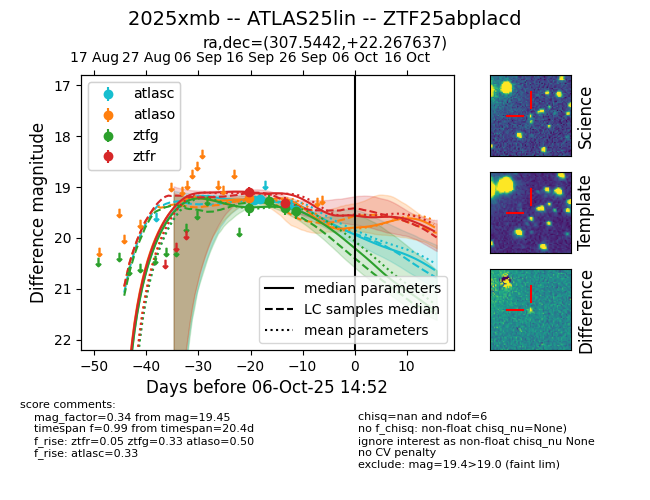 2025xmb -- ATLAS25lin -- ZTF25abplacd
ra,dec=(307.5442,+22.267637)
17 Aug 27 Aug 06 Sep 16 Sep 26 Sep 06 Oct 16 Oct
17
18
19
20
21
22
Difference magnitude
atlasc
atlaso
ztfg
ztfr
median parameters
LC samples median
mean parameters
−50 −40 −30 −20 −10 0 10
Days before 06-Oct-25 14:52
Science
Template
Difference
score comments:
mag_factor=0.34 from mag=19.45
timespan f=0.99 from timespan=20.4d
f_rise: ztfr=0.05 ztfg=0.33 atlaso=0.50
f_rise: atlasc=0.33
chisq=nan and ndof=6
no f_chisq: non-float chisq_nu=None)
ignore interest as non-float chisq_nu None
no CV penalty
exclude: mag=19.4>19.0 (faint lim)